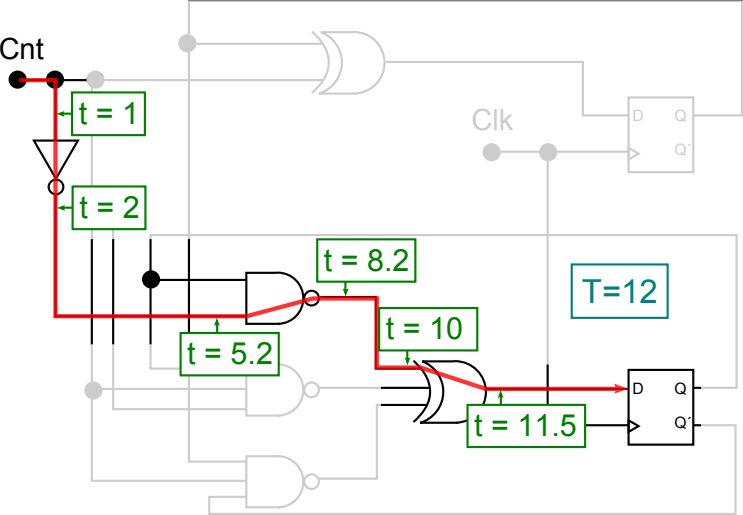 Cnt
t = 1
Clk
D
Q
Q´
t = 2
t = 8.2
T=12
t = 10
t = 5.2
D
Q
Q´
t = 11.5